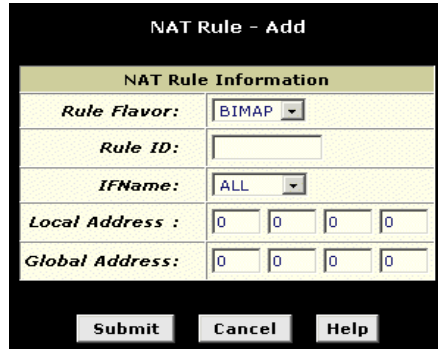 NAT Rule - Add
NAT Rule Information
Rule Flavor: BIMAP
Rule ID:
IFName: ALL
Local Address : 0 0 0 0
Global Address: 0 0 0 0
Submit Cancel Help